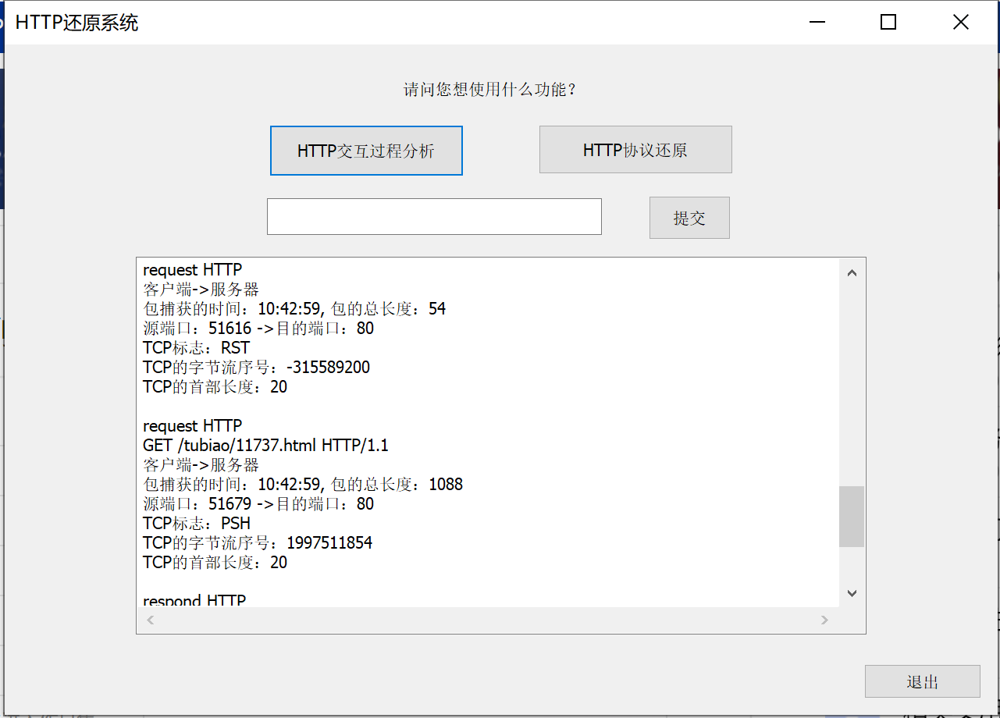 HTTP还原系统
请问您想使用什么功能？
HTTP交互过程分析
HTTP协议还原
提交
request HTTP
客户端->服务器
包捕获的时间：10:42:59, 包的总长度：54
源端口：51616 ->目的端口：80
TCP标志：RST
TCP的字节流序号：-315589200
TCP的首部长度：20
request HTTP
GET /tubiao/11737.html HTTP/1.1
客户端->服务器
包捕获的时间：10:42:59, 包的总长度：1088
源端口：51679 ->目的端口：80
TCP标志：PSH
TCP的字节流序号：1997511854
TCP的首部长度：20
respond HTTP
退出